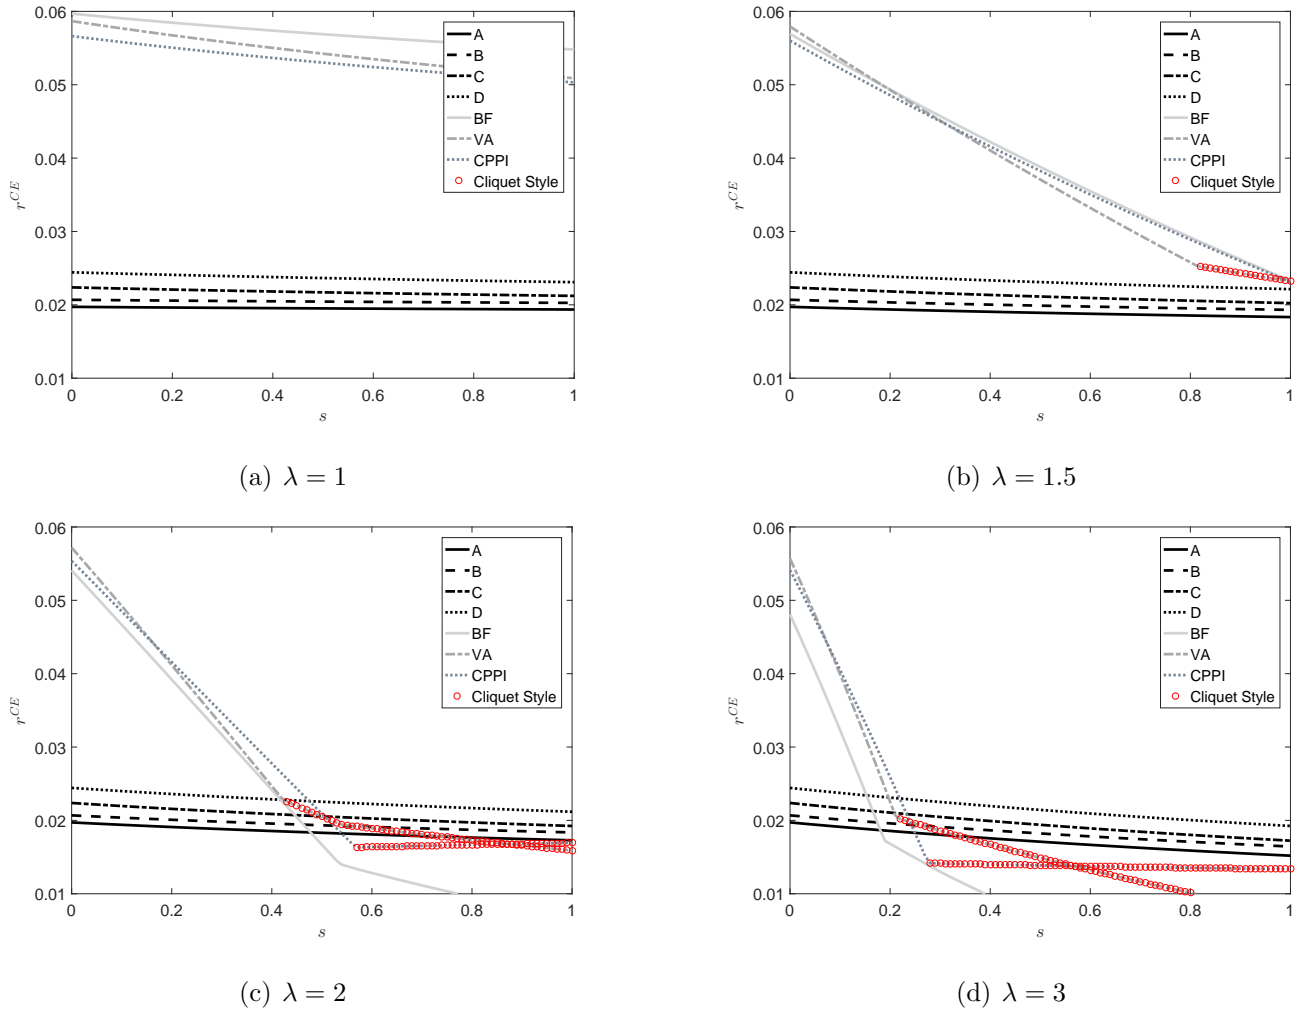 0.06
0.05
0.04
0.03
0.02
0.01
r^{CE}
0 0.2 0.4 0.6 0.8 1
s
A
B
C
D
BF
VA
CPPI
Cliquet Style
(a) λ = 1
0.06
0.05
0.04
0.03
0.02
0.01
r^{CE}
0 0.2 0.4 0.6 0.8 1
s
A
B
C
D
BF
VA
CPPI
Cliquet Style
(b) λ = 1.5
0.06
0.05
0.04
0.03
0.02
0.01
r^{CE}
0 0.2 0.4 0.6 0.8 1
s
A
B
C
D
BF
VA
CPPI
Cliquet Style
(c) λ = 2
0.06
0.05
0.04
0.03
0.02
0.01
r^{CE}
0 0.2 0.4 0.6 0.8 1
s
A
B
C
D
BF
VA
CPPI
Cliquet Style
(d) λ = 3